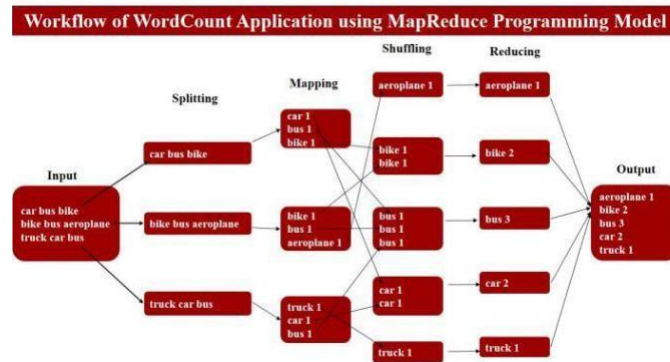 Workflow of WordCount Application using MapReduce Programming Model
Input
car bus bike
bike bus aeroplane
truck car bus
Splitting
car bus bike
bike bus aeroplane
truck car bus
Mapping
car 1
bus 1
bike 1
bike 1
bus 1
aeroplane 1
truck 1
car 1
bus 1
Shuffling
aeroplane 1
bike 1
bike 1
bus 1
bus 1
bus 1
car 1
car 1
truck 1
Reducing
aeroplane 1
bike 2
bus 3
car 2
truck 1
Output
aeroplane 1
bike 2
bus 3
car 2
truck 1